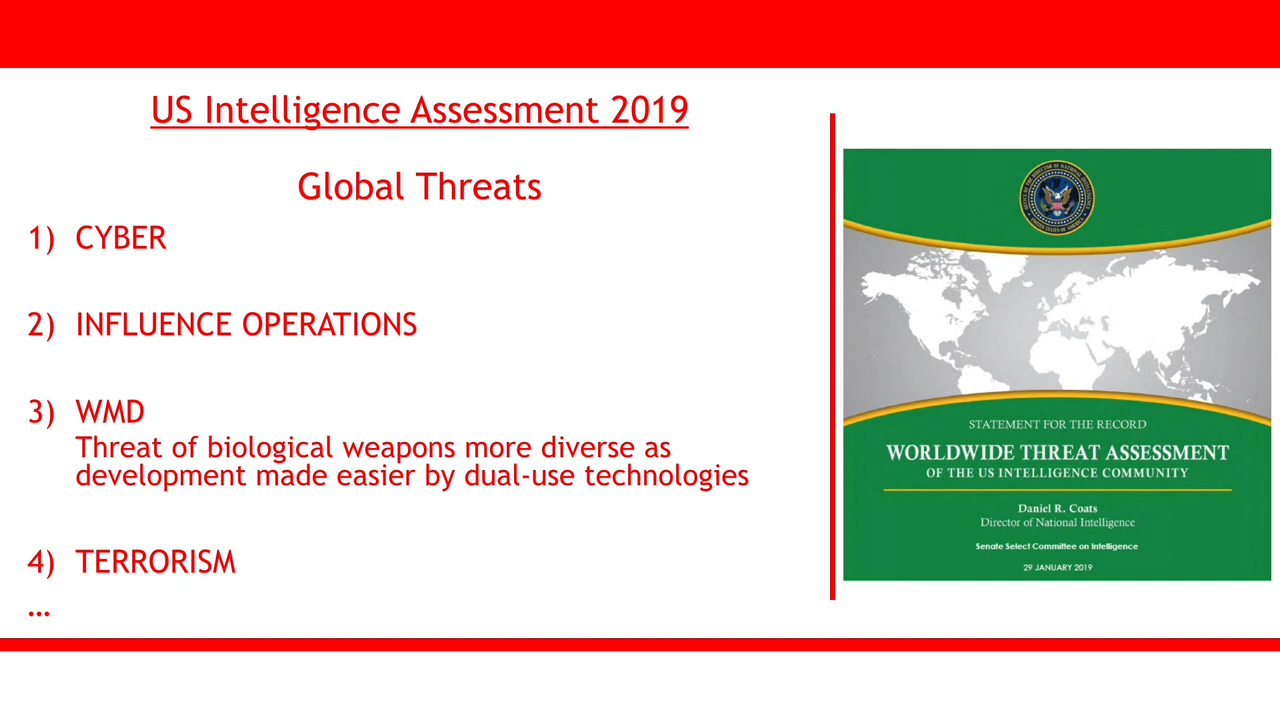 US Intelligence Assessment 2019
Global Threats
1) CYBER
2) INFLUENCE OPERATIONS
3) WMD
Threat of biological weapons more diverse as
development made easier by dual-use technologies
4) TERRORISM
...
STATEMENT FOR THE RECORD
WORLDWIDE THREAT ASSESSMENT
OF THE US INTELLIGENCE COMMUNITY
Daniel R. Coats
Director of National Intelligence
Senate Select Committee on Intelligence
29 JANUARY 2019